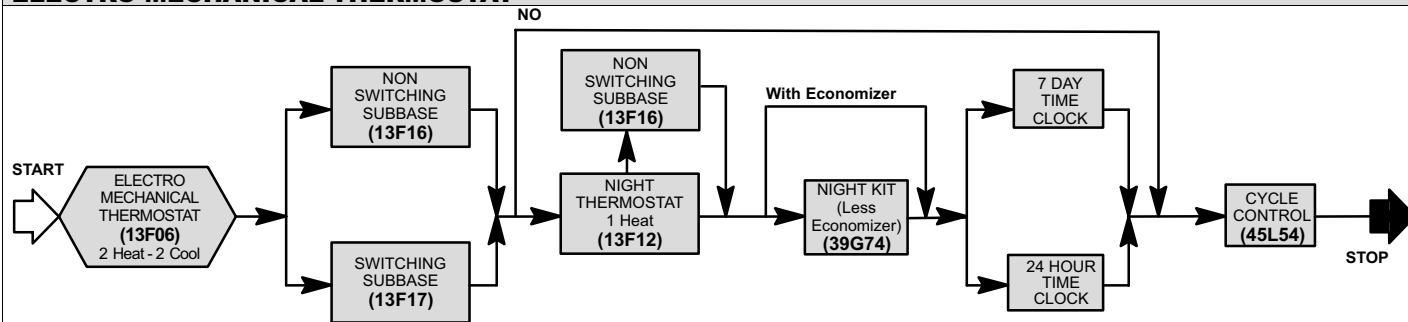 ELECTRO-MECHANICAL THERMOSTAT
NO
START
ELECTRO
MECHANICAL
THERMOSTAT
(13F06)
2 Heat - 2 Cool
NON
SWITCHING
SUBBASE
(13F16)
SWITCHING
SUBBASE
(13F17)
NON
SWITCHING
SUBBASE
(13F16)
NIGHT
THERMOSTAT
1 Heat
(13F12)
With Economizer
NIGHT KIT
(Less
Economizer)
(39G74)
7 DAY
TIME
CLOCK
24 HOUR
TIME
CLOCK
CYCLE
CONTROL
(45L54)
STOP